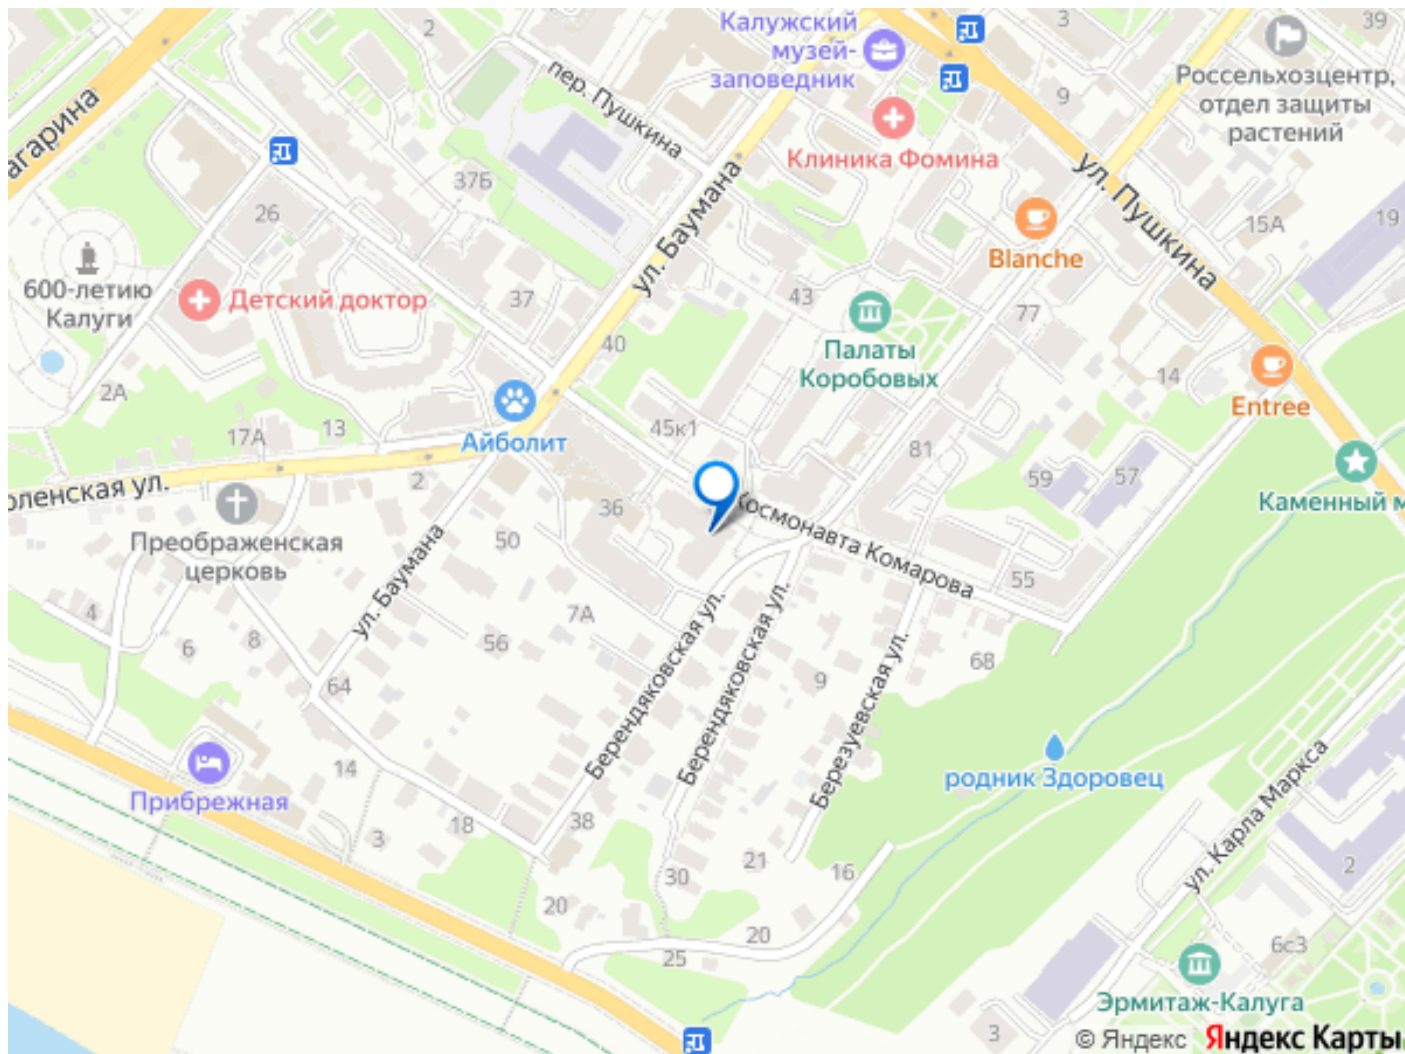 Калужский
музей-
заповедник
2
3
39
Россельхозцентр,
отдел защиты
растений
9
пер. Пушкина
агарина
Клиника Фомина
ул. Пушкина
37Б
26
ул. Баумана
15А
19
Blanche
600-летию
Калуги
Детский доктор
37
43
77
40
Палаты
Коробовых
14
2А
Entree
17А
13
Айболит
45к1
81
59
57
оленская ул.
2
36
Каменный м
Космонавта Комарова
Преображенская
церковь
50
ул. Баумана
55
4
7А
6
8
56
Берендяковская ул.
Берендяковская ул.
9
Березуевская ул.
68
64
родник Здоровец
Прибрежная
14
ул. Карла Маркса
3
18
38
21
30
16
2
20
20
25
6с3
Эрмитаж-Калуга
3
© Яндекс Яндекс Карты